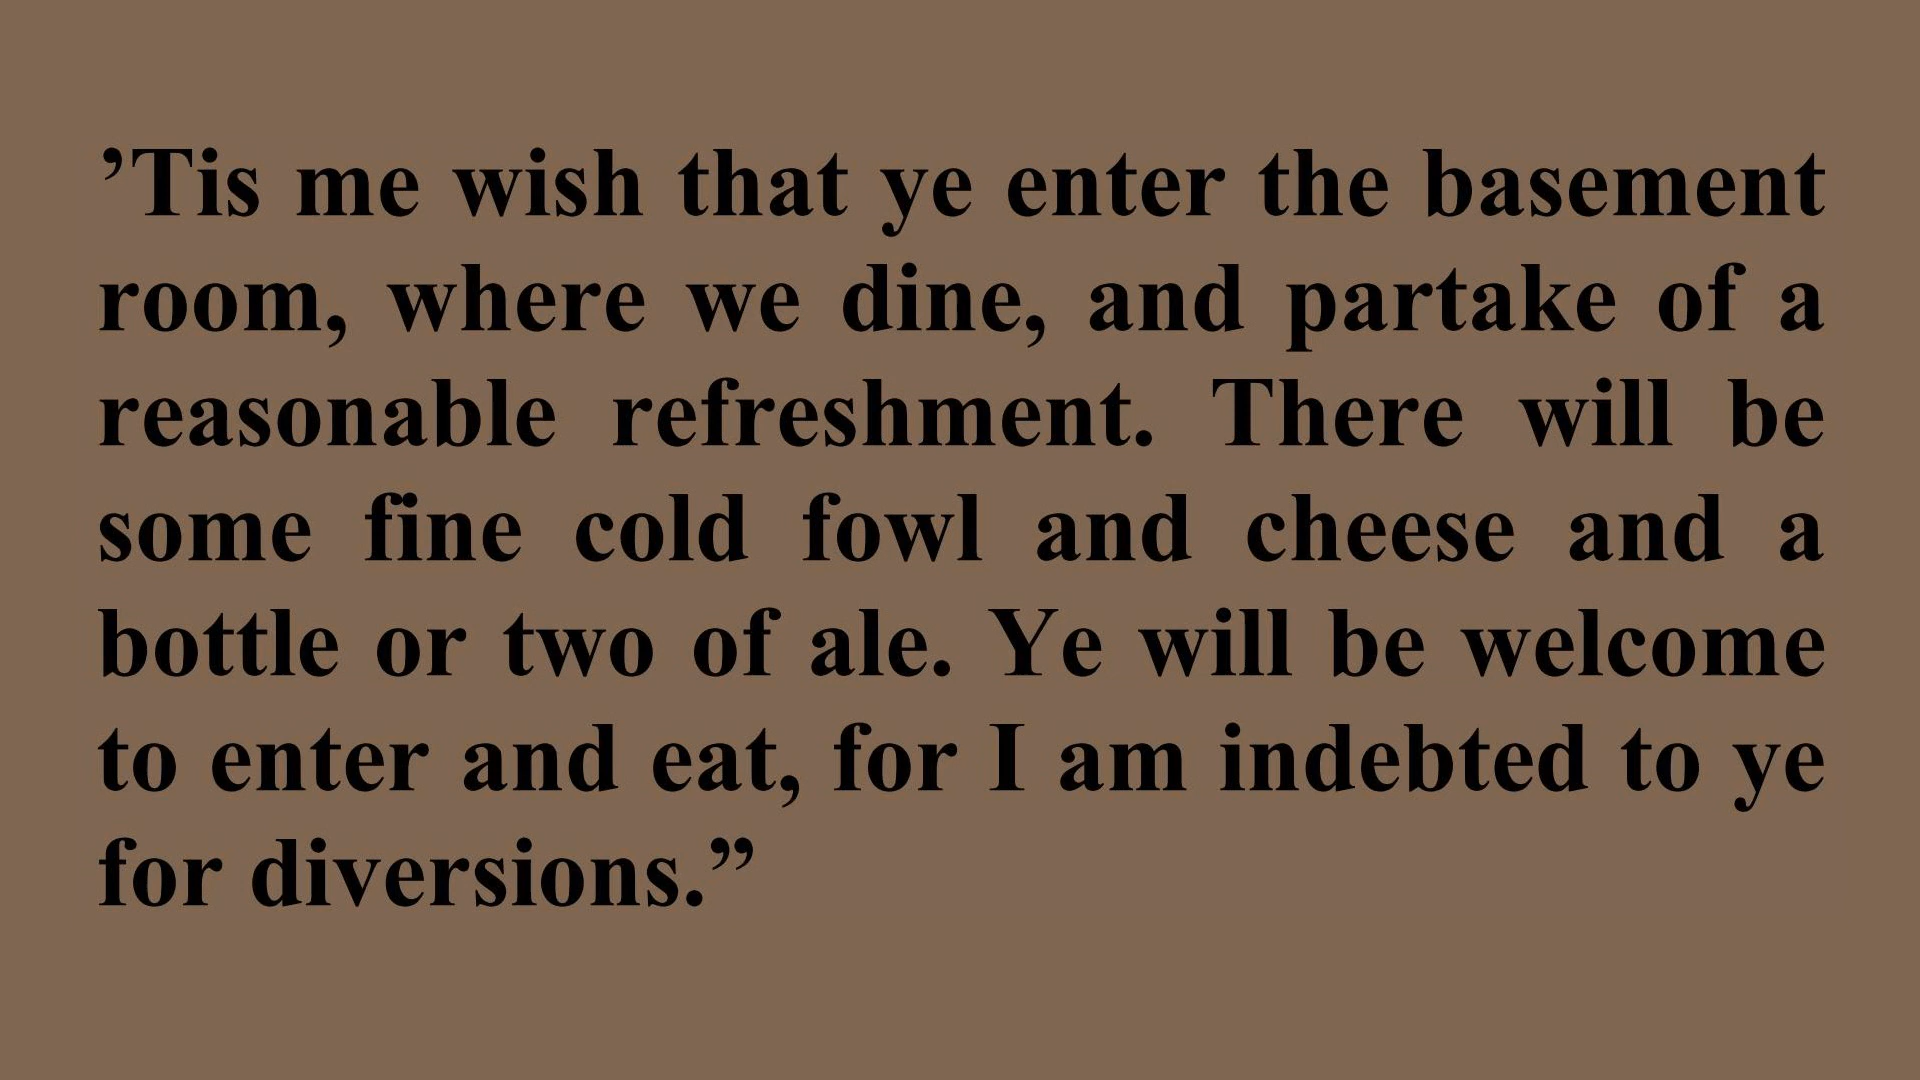 ’Tis me wish that ye enter the basement
room, where we dine, and partake of a
reasonable refreshment. There will be
some fine cold fowl and cheese and a
bottle or two of ale. Ye will be welcome
to enter and eat, for I am indebted to ye
for diversions.”